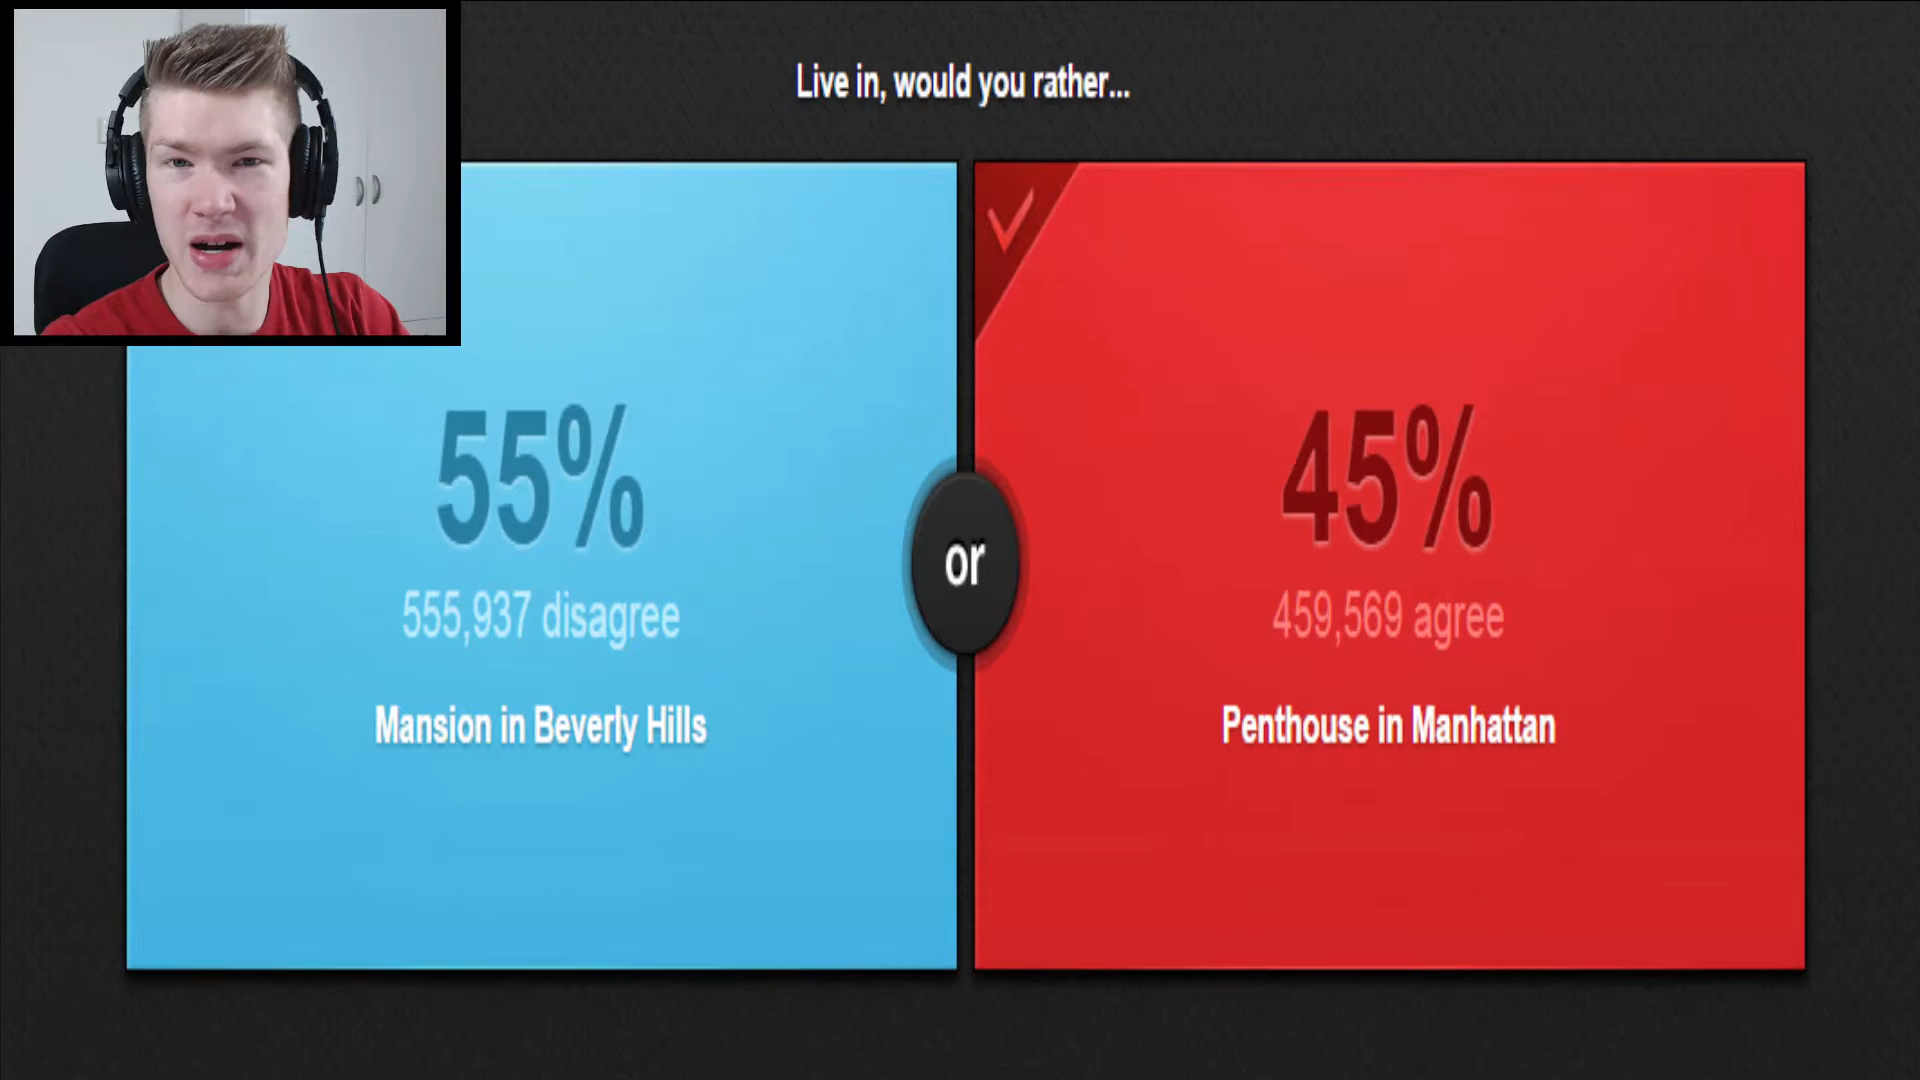 Live in, would you rather...
55%
555,937 disagree
Mansion in Beverly Hills
or
45%
459,569 agree
Penthouse in Manhattan